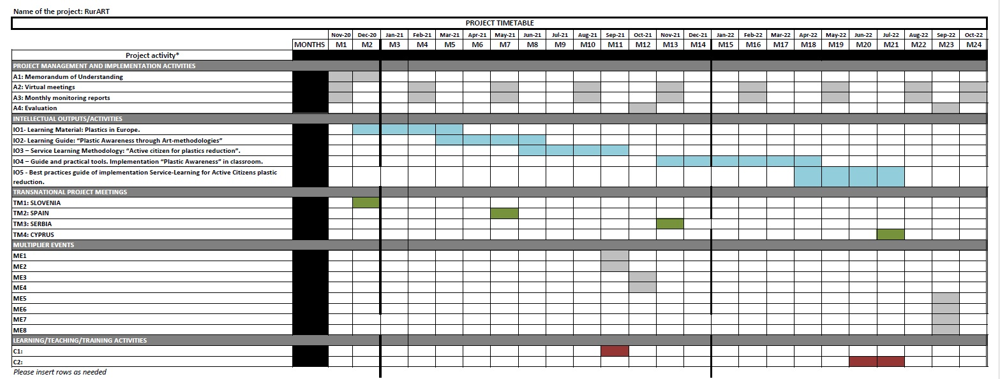 Name of the project: RurART
PROJECT TIMETABLE
Nov-20 Dec-20 Jan-21 Feb-21 Mar-21 Apr-21 May-21 Jun-21 Jul-21 Aug-21 Sep-21 Oct-21 Nov-21 Dec-21 Jan-22 Feb-22 Mar-22 Apr-22 May-22 Jun-22 Jul-22 Aug-22 Sep-22 Oct-22
MONTHS M1 M2 M3 M4 M5 M6 M7 M8 M9 M10 M11 M12 M13 M14 M15 M16 M17 M18 M19 M20 M21 M22 M23 M24
Project activity*
PROJECT MANAGEMENT AND IMPLEMENTATION ACTIVITIES
A1: Memorandum of Understanding
A2: Virtual meetings
A3: Monthly monitoring reports
A4: Evaluation
INTELLECTUAL OUTPUTS/ACTIVITIES
IO1- Learning Material: Plastics in Europe.
IO2- Learning Guide: “Plastic Awareness through Art-methodologies”
IO3 – Service Learning Methodology: “Active citizen for plastics reduction”.
IO4 – Guide and practical tools. Implementation “Plastic Awareness” in classroom.
IO5 - Best practices guide of implementation Service-Learning for Active Citizens plastic
reduction.
TRANSNATIONAL PROJECT MEETINGS
TM1: SLOVENIA
TM2: SPAIN
TM3: SERBIA
TM4: CYPRUS
MULTIPLIER EVENTS
ME1
ME2
ME3
ME4
ME5
ME6
ME7
ME8
LEARNING/TEACHING/TRAINING ACTIVITIES
C1:
C2:
Please insert rows as needed